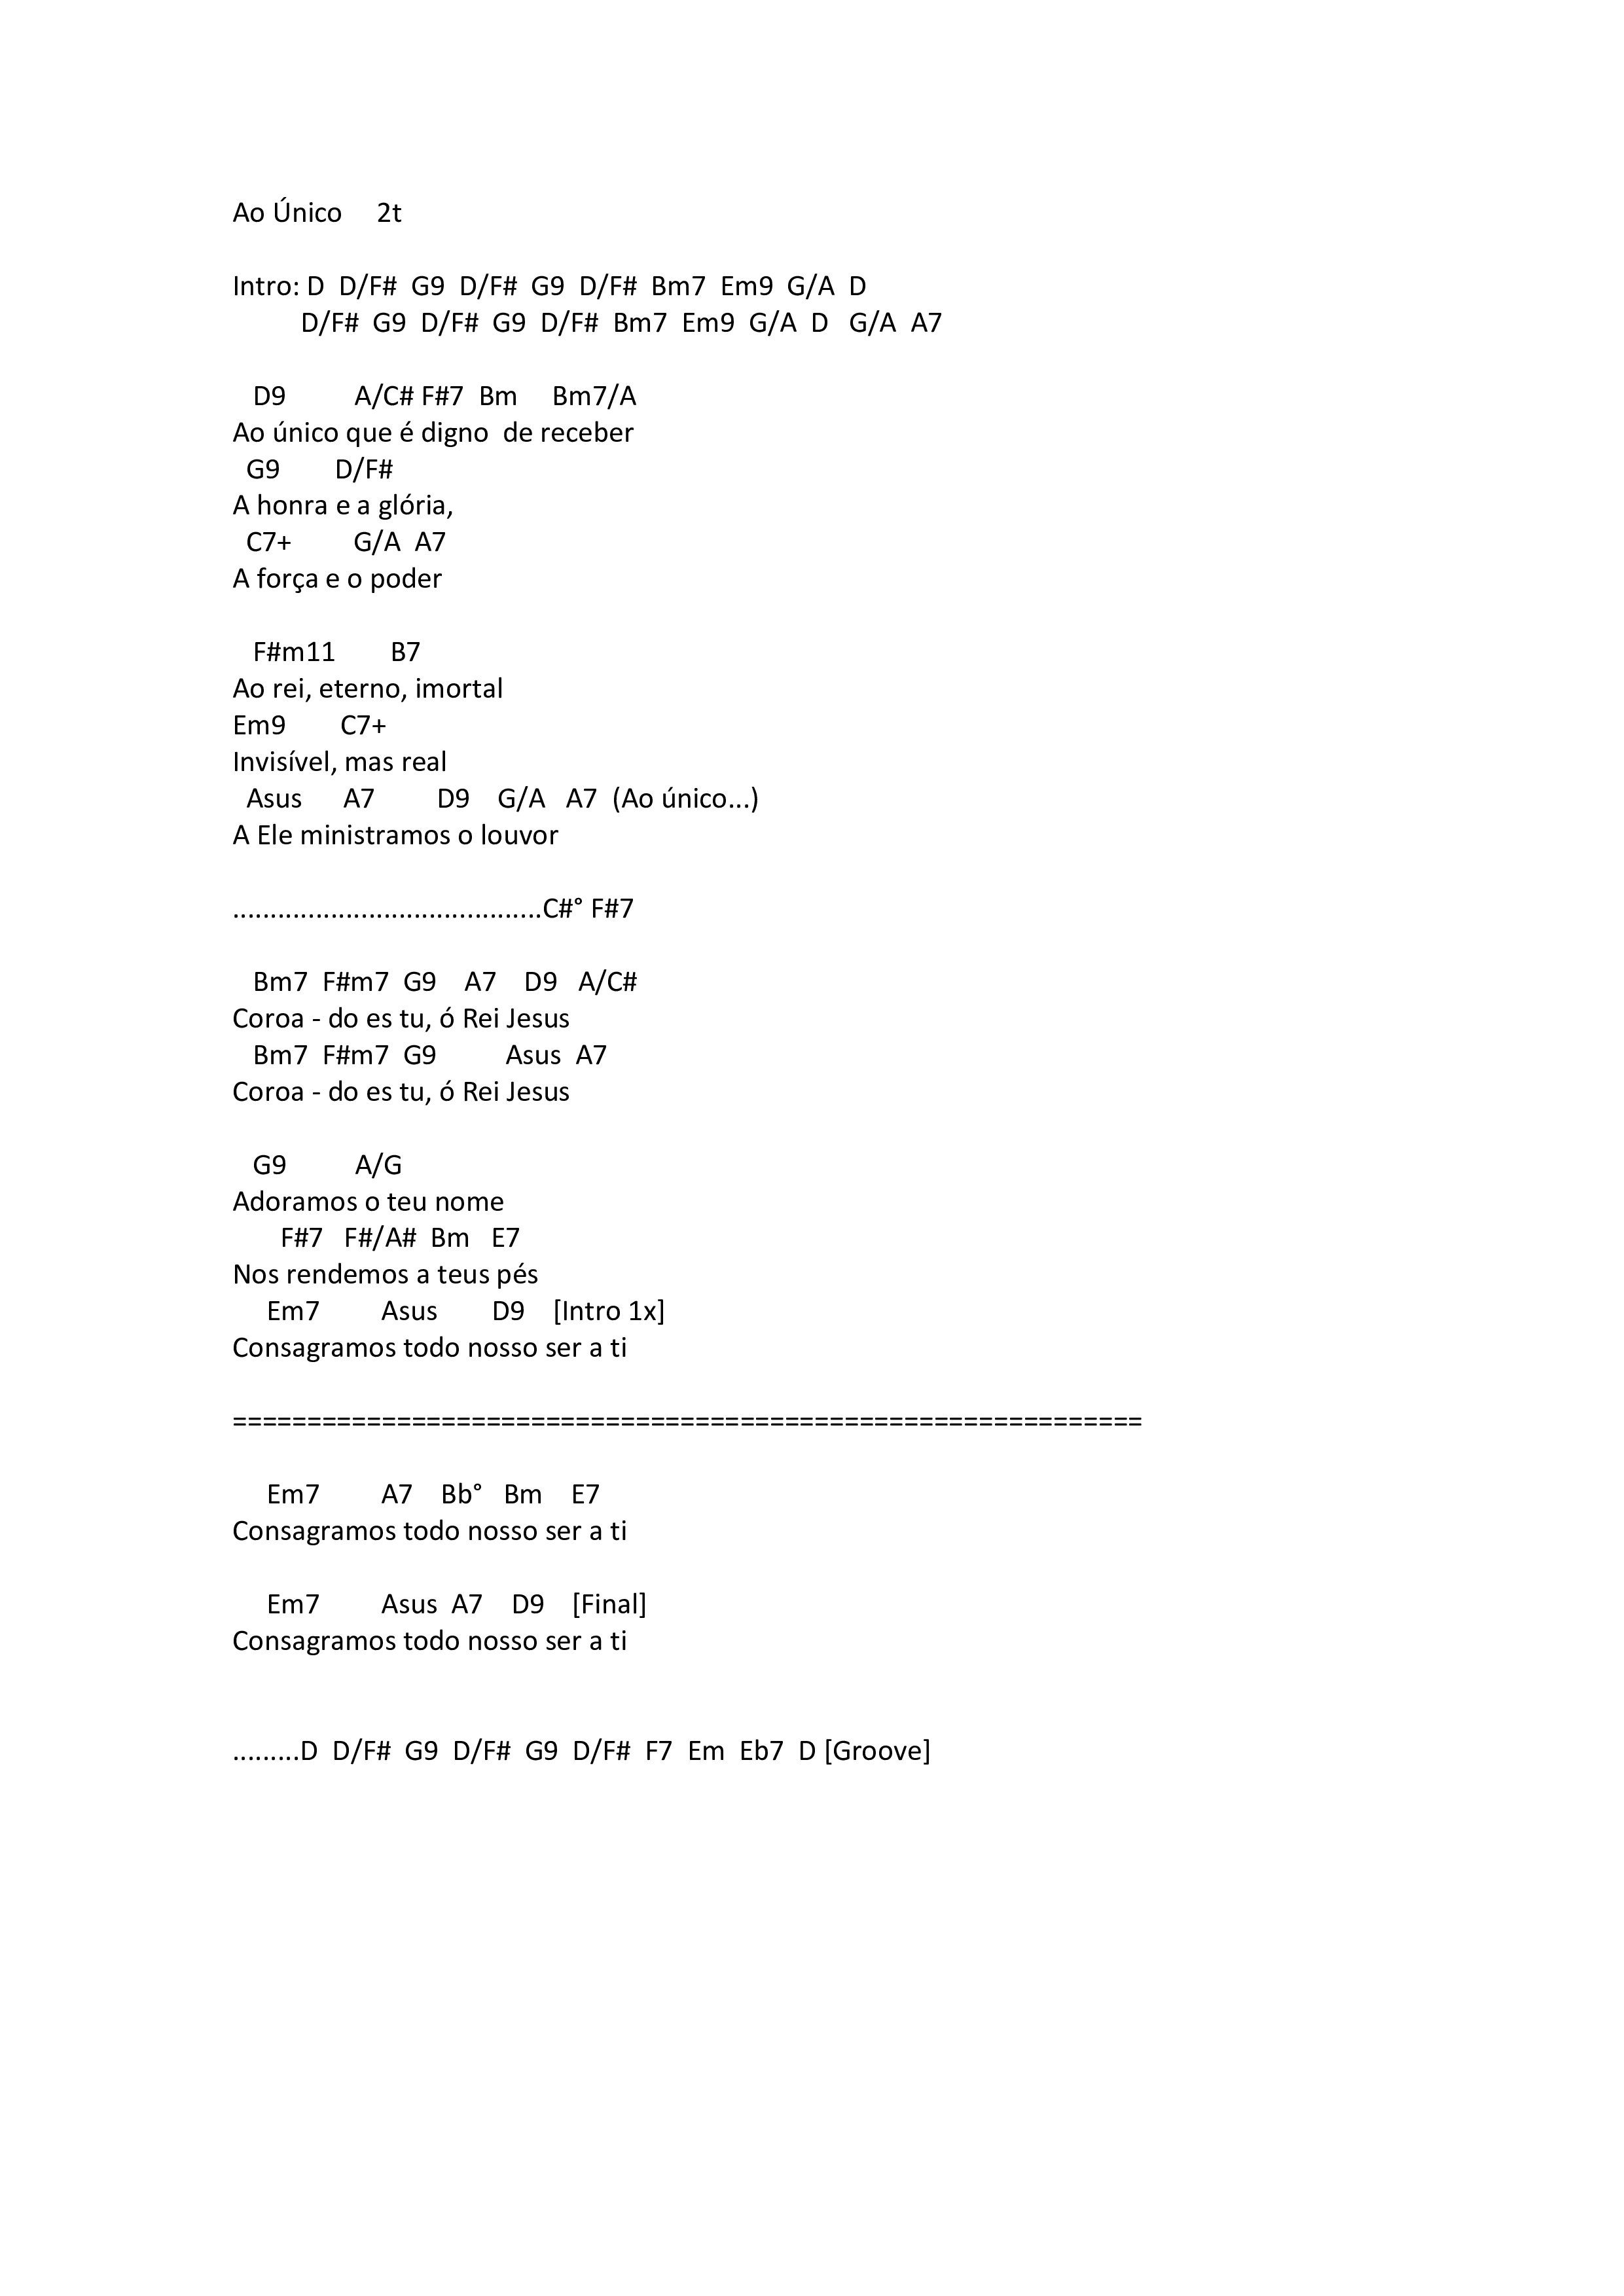 Ao Único     2t
Intro: D  D/F#  G9  D/F#  G9  D/F#  Bm7  Em9  G/A  D
D/F#  G9  D/F#  G9  D/F#  Bm7  Em9  G/A  D   G/A  A7
D9          A/C# F#7  Bm     Bm7/A
Ao único que é digno  de receber
G9        D/F#
A honra e a glória,
C7+         G/A  A7
A força e o poder
F#m11        B7
Ao rei, eterno, imortal
Em9        C7+
Invisível, mas real
Asus      A7         D9    G/A   A7  (Ao único...)
A Ele ministramos o louvor
.........................................C#° F#7
Bm7  F#m7  G9    A7    D9   A/C#
Coroa - do es tu, ó Rei Jesus
Bm7  F#m7  G9          Asus  A7
Coroa - do es tu, ó Rei Jesus
G9          A/G
Adoramos o teu nome
F#7   F#/A#  Bm   E7
Nos rendemos a teus pés
Em7         Asus        D9    [Intro 1x]
Consagramos todo nosso ser a ti
=============================================================
Em7         A7    Bb°   Bm    E7
Consagramos todo nosso ser a ti
Em7         Asus  A7    D9    [Final]
Consagramos todo nosso ser a ti
.........D  D/F#  G9  D/F#  G9  D/F#  F7  Em  Eb7  D [Groove]